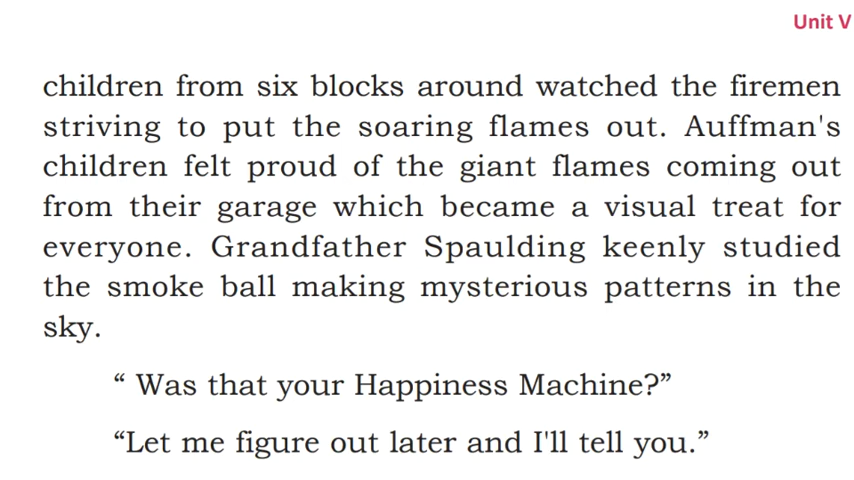 Unit V
children from six blocks around watched the firemen
striving to put the soaring flames out. Auffman's
children felt proud of the giant flames coming out
from their garage which became a visual treat for
everyone. Grandfather Spaulding keenly studied
the smoke ball making mysterious patterns in the
sky.
“ Was that your Happiness Machine?”
“Let me figure out later and I'll tell you.”